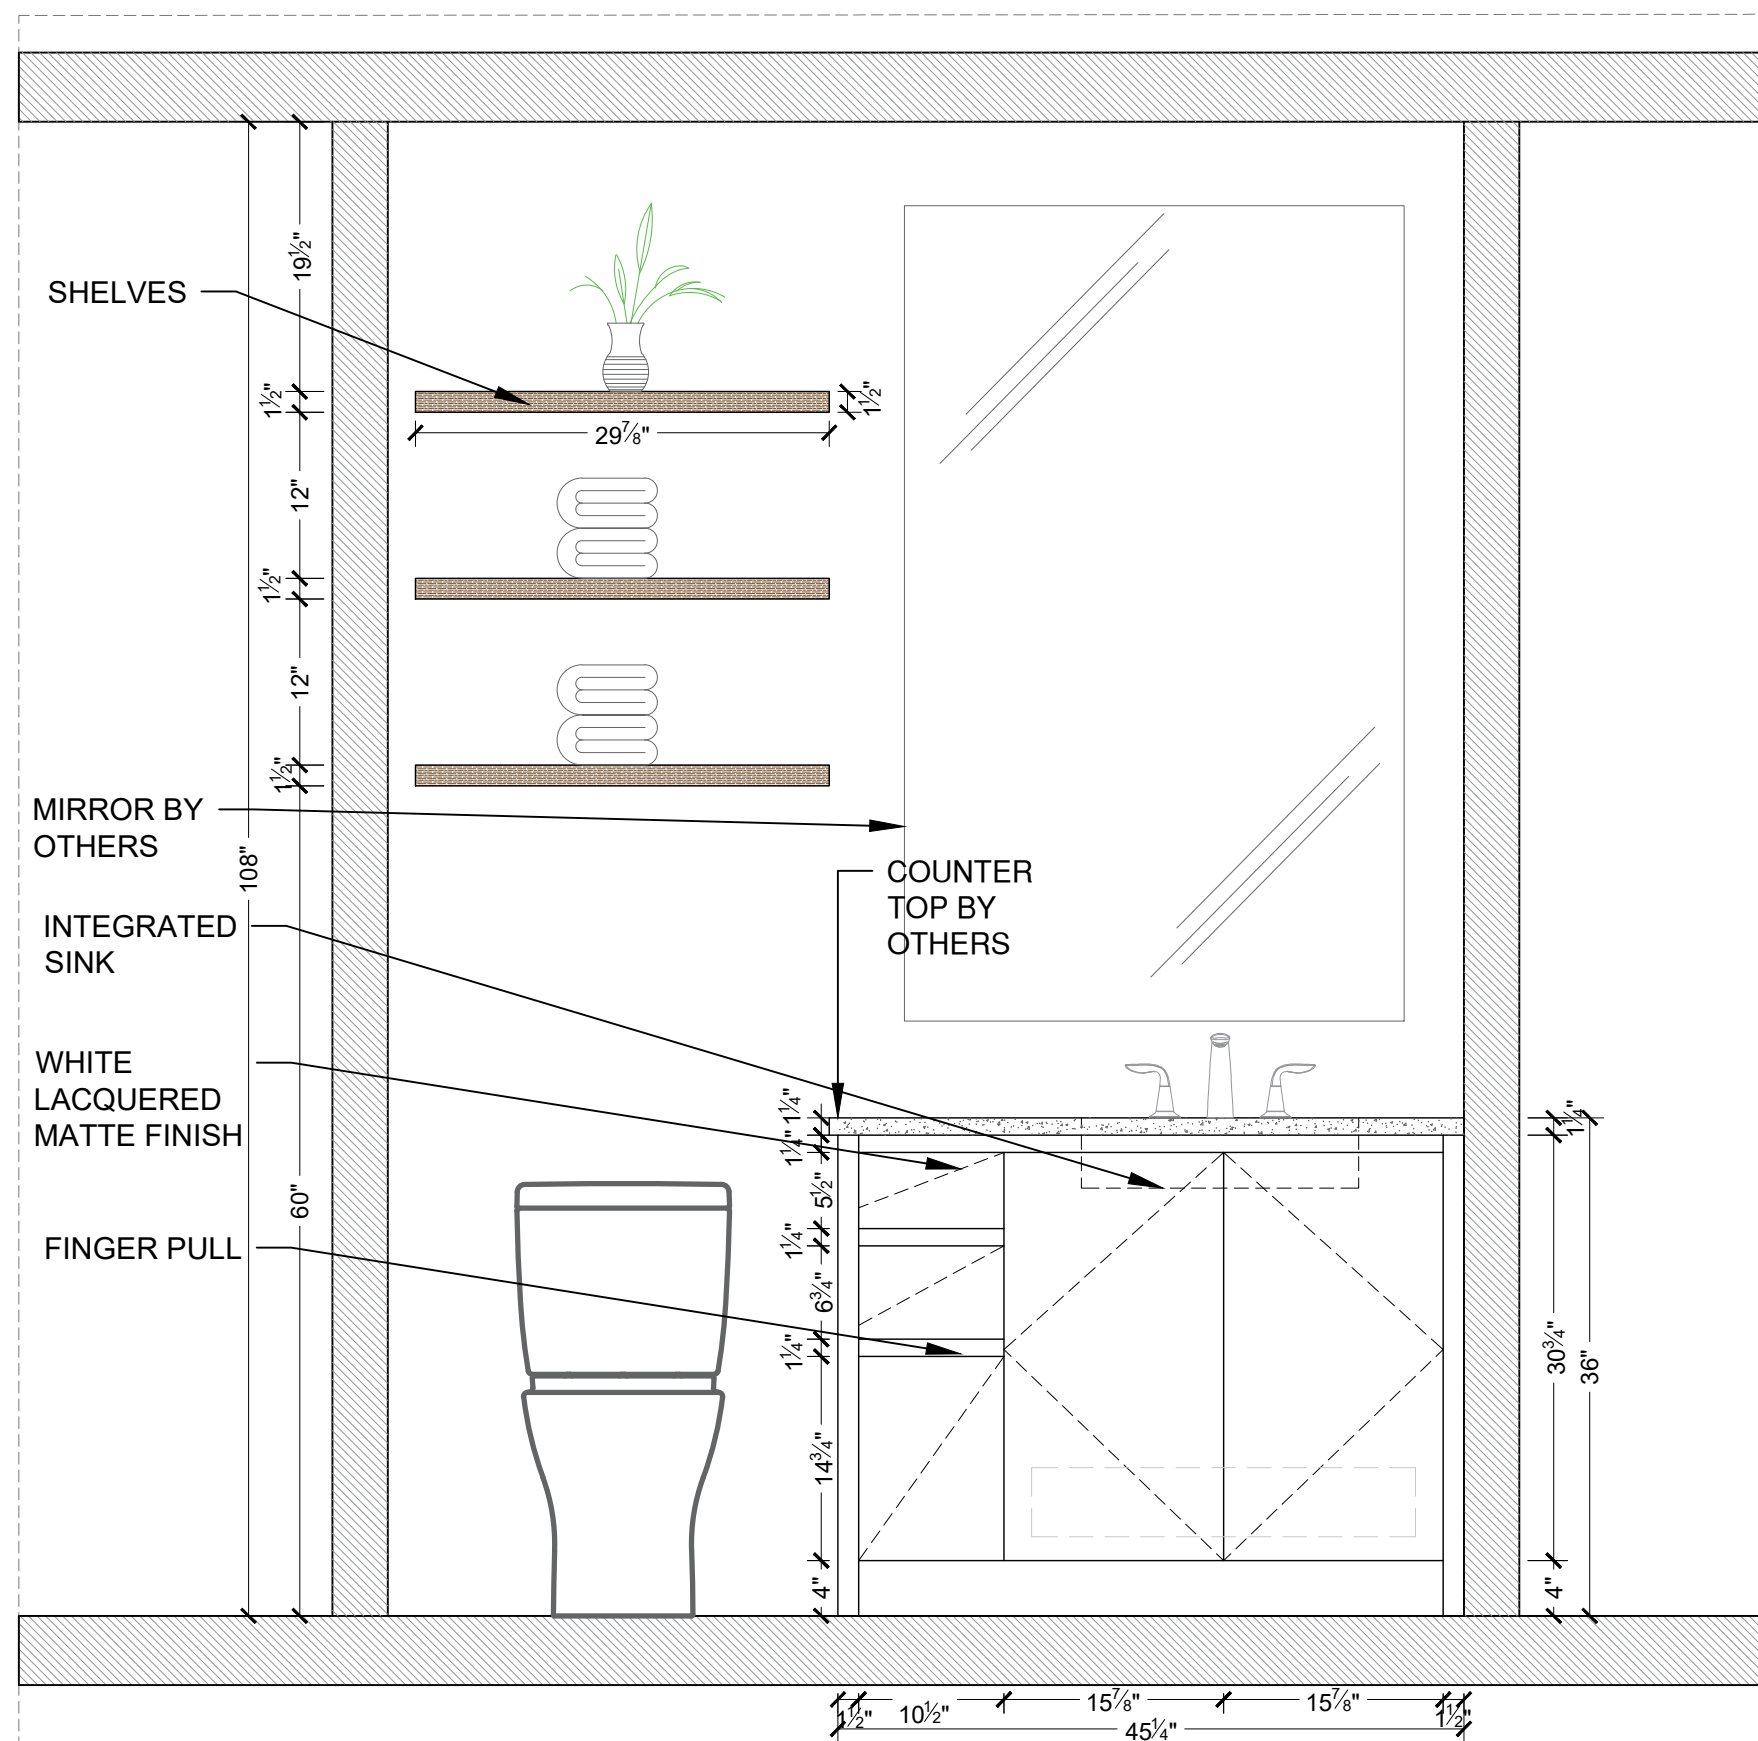 19½"
SHELVES
1½"
1½"
29⅞"
12"
1½"
12"
1½"
MIRROR BY
OTHERS
108"
COUNTER
TOP BY
OTHERS
INTEGRATED
SINK
WHITE
LACQUERED
MATTE FINISH
1¼"
1¼"
1¼"
5½"
60"
1¼"
FINGER PULL
6¾"
1¼"
30¾"
36"
14¾"
4"
4"
1½"
10½"
15⅞"
15⅞"
1½"
45¼"